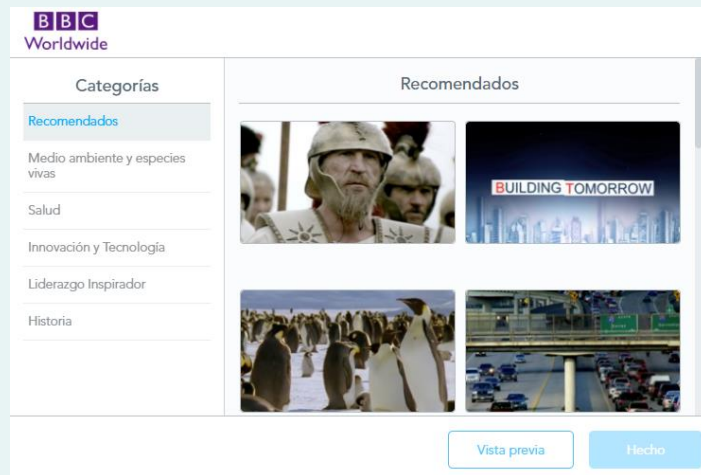 BBC
Worldwide
Categorías
Recomendados
Medio ambiente y especies
vivas
Salud
Innovación y Tecnología
Liderazgo Inspirador
Historia
Recomendados
BUILDING TOMORROW
Vista previa
Hecho